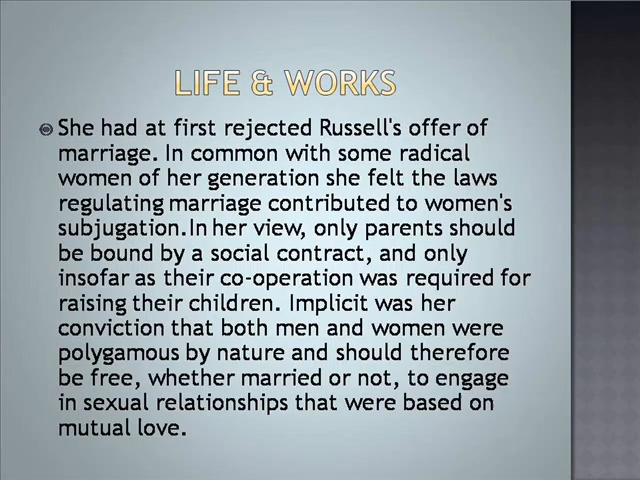 LIFE & WORKS
She had at first rejected Russell's offer of
marriage. In common with some radical
women of her generation she felt the laws
regulating marriage contributed to women's
subjugation.In her view, only parents should
be bound by a social contract, and only
insofar as their co-operation was required for
raising their children. Implicit was her
conviction that both men and women were
polygamous by nature and should therefore
be free, whether married or not, to engage
in sexual relationships that were based on
mutual love.